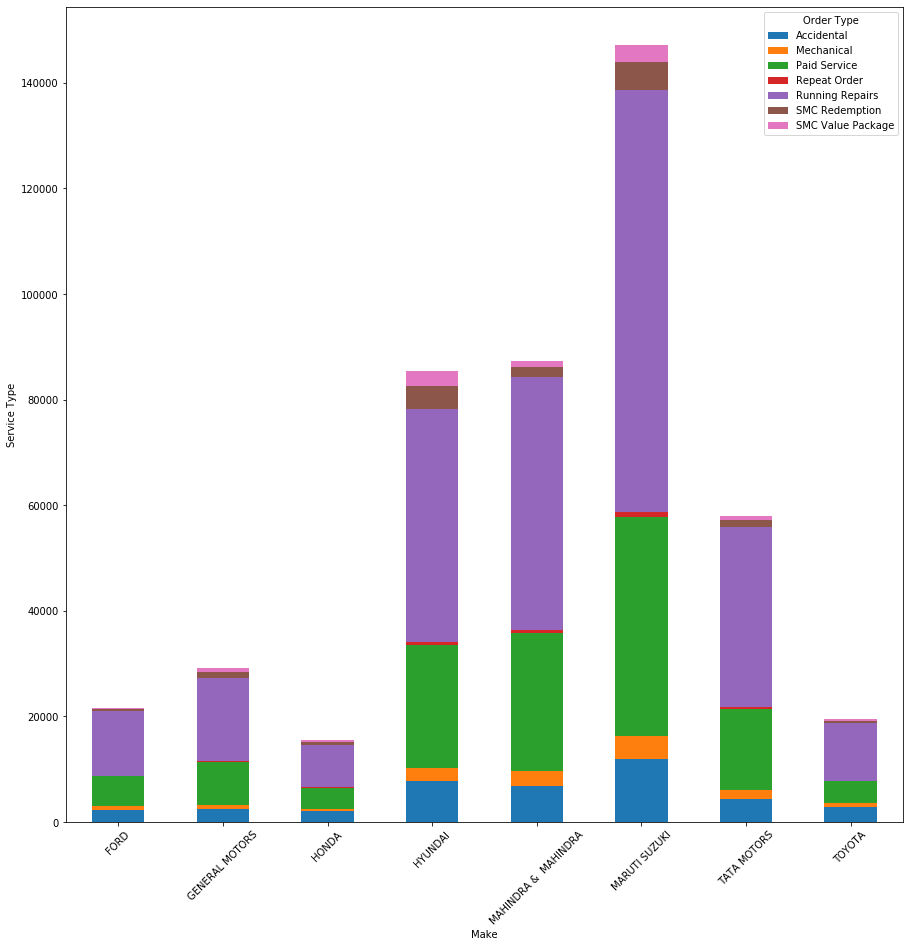 Order Type
Accidental
Mechanical
Paid Service
Repeat Order
Running Repairs
SMC Redemption
SMC Value Package
140000
120000
100000
80000
60000
40000
20000
0
Service Type
FORD
GENERAL MOTORS
HONDA
HYUNDAI
MAHINDRA &  MAHINDRA
MARUTI SUZUKI
TATA MOTORS
TOYOTA
Make